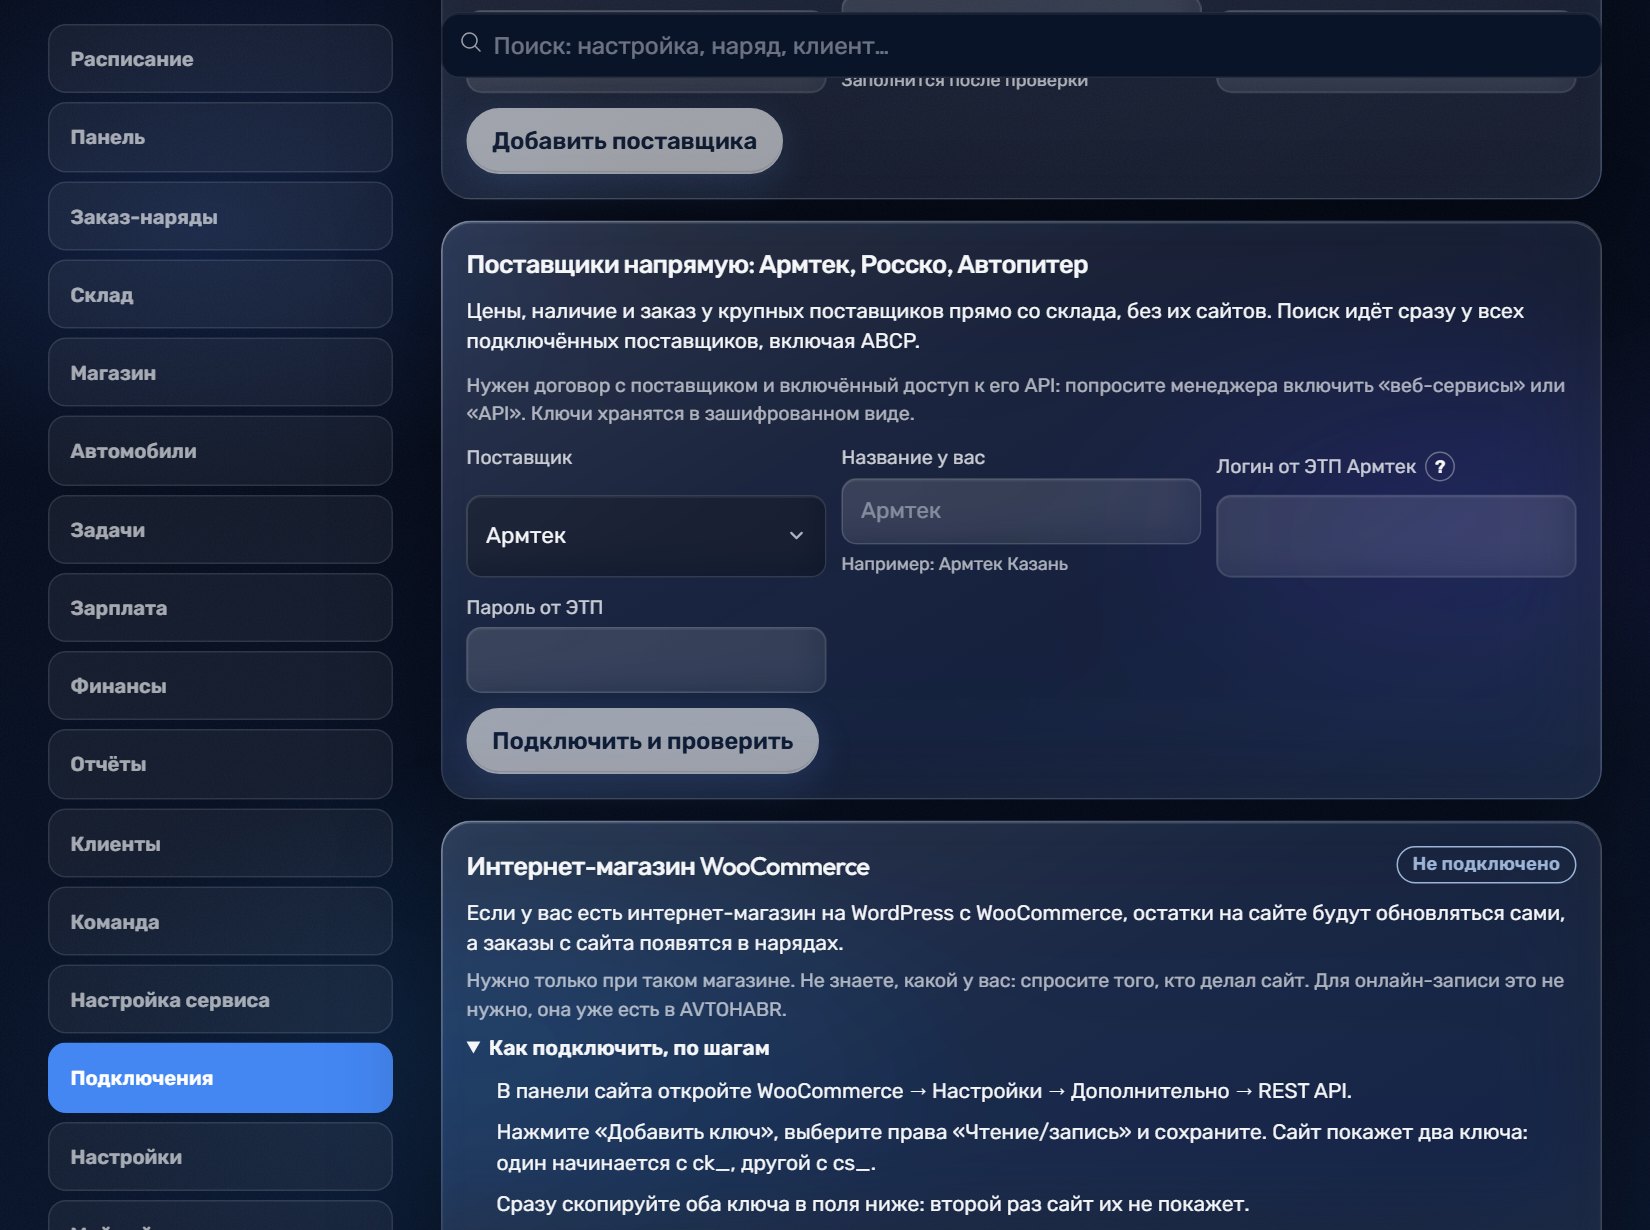 Расписание
Панель
Заказ-наряды
Склад
Магазин
Автомобили
Задачи
Зарплата
Финансы
Отчёты
Клиенты
Команда
Настройка сервиса
Подключения
Настройки
Поиск: настройка, наряд, клиент...
Заполнится после проверки
Добавить поставщика
Поставщики напрямую: Армтек, Росско, Автопитер
Цены, наличие и заказ у крупных поставщиков прямо со склада, без их сайтов. Поиск идёт сразу у всех
подключённых поставщиков, включая ABCP.
Нужен договор с поставщиком и включённый доступ к его API: попросите менеджера включить «веб-сервисы» или
«API». Ключи хранятся в зашифрованном виде.
Поставщик
Армтек
Название у вас
Армтек
Например: Армтек Казань
Логин от ЭТП Армтек ?
Пароль от ЭТП
Подключить и проверить
Интернет-магазин WooCommerce
Не подключено
Если у вас есть интернет-магазин на WordPress с WooCommerce, остатки на сайте будут обновляться сами,
а заказы с сайта появятся в нарядах.
Нужно только при таком магазине. Не знаете, какой у вас: спросите того, кто делал сайт. Для онлайн-записи это не
нужно, она уже есть в AVTOHABR.
▼ Как подключить, по шагам
В панели сайта откройте WooCommerce → Настройки → Дополнительно → REST API.
Нажмите «Добавить ключ», выберите права «Чтение/запись» и сохраните. Сайт покажет два ключа:
один начинается с ck_, другой с cs_.
Сразу скопируйте оба ключа в поля ниже: второй раз сайт их не покажет.